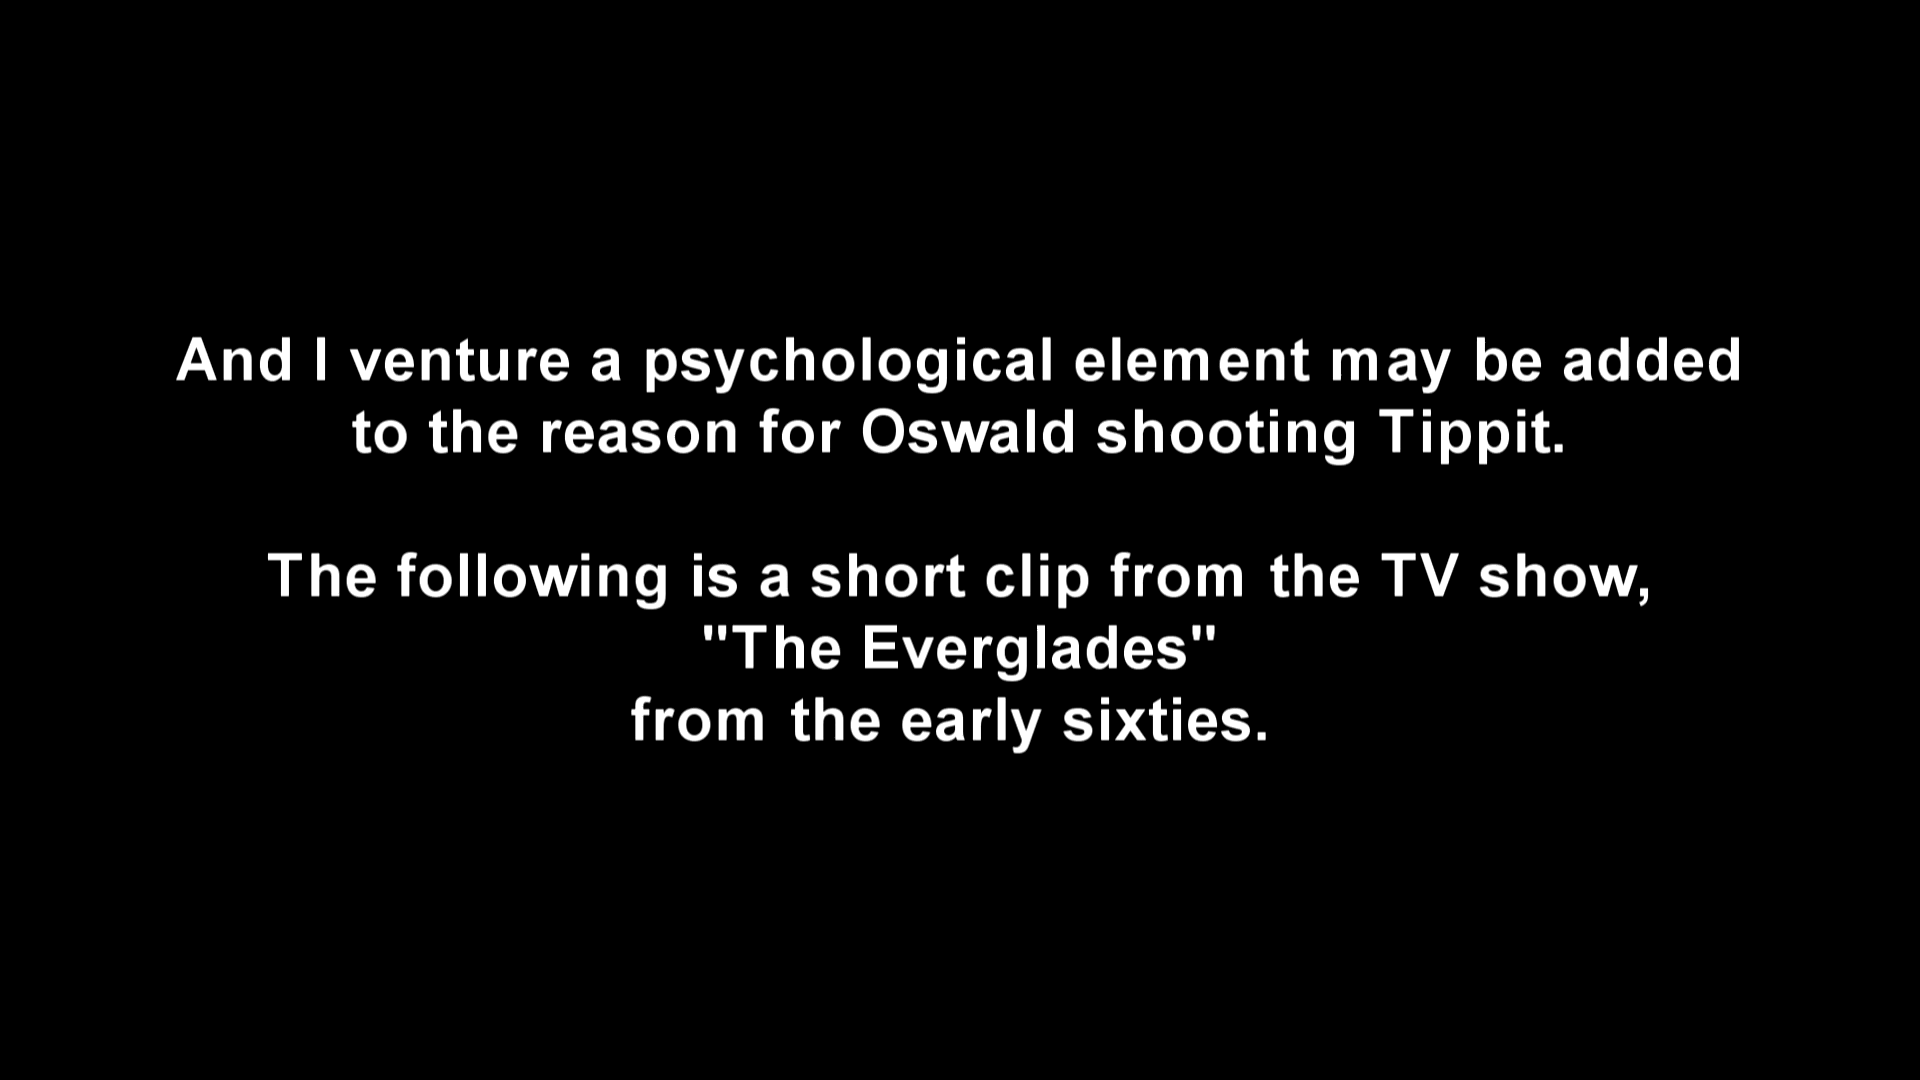 And I venture a psychological element may be added
to the reason for Oswald shooting Tippit.
The following is a short clip from the TV show,
"The Everglades"
from the early sixties.